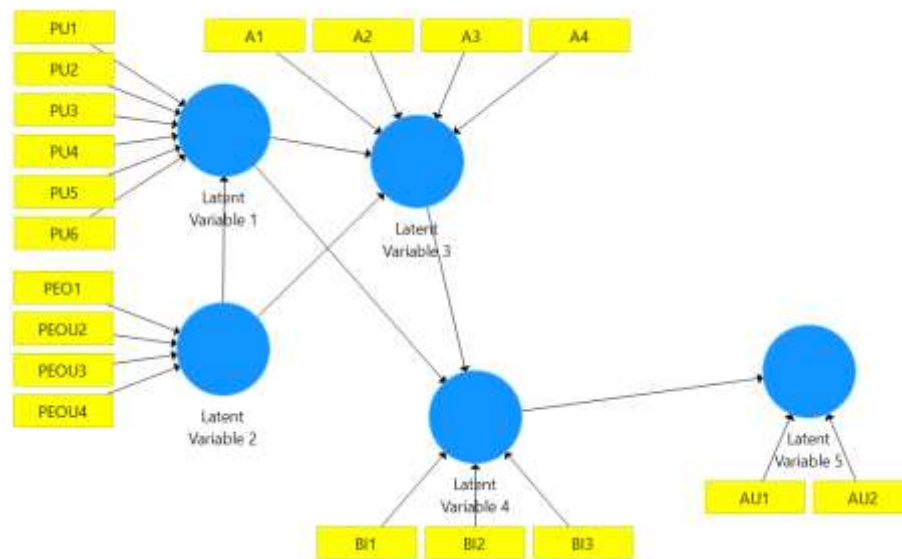 PU1
PU2
PU3
PU4
PU5
PU6
A1
A2
A3
A4
Latent
Variable 1
Latent
Variable 3
PEO1
PEOU2
PEOU3
PEOU4
Latent
Variable 2
Latent
Variable 4
Latent
Variable 5
BI1
BI2
BI3
AU1
AU2